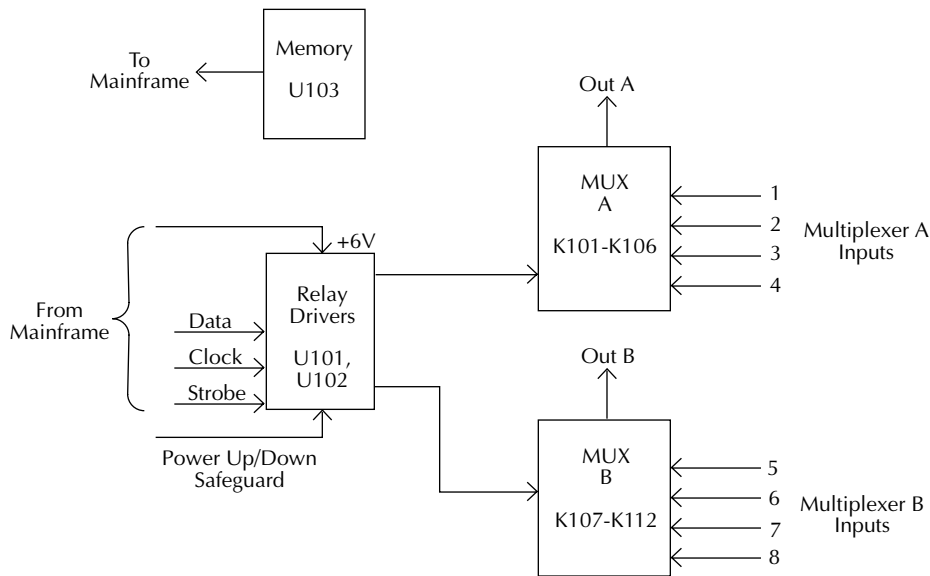 To
Mainframe
Memory
U103
Out A
MUX
A
K101-K106
1
2
3
4
Multiplexer A
Inputs
+6V
From
Mainframe
Relay
Drivers
U101,
U102
Data
Clock
Strobe
Power Up/Down
Safeguard
Out B
MUX
B
K107-K112
5
6
7
8
Multiplexer B
Inputs